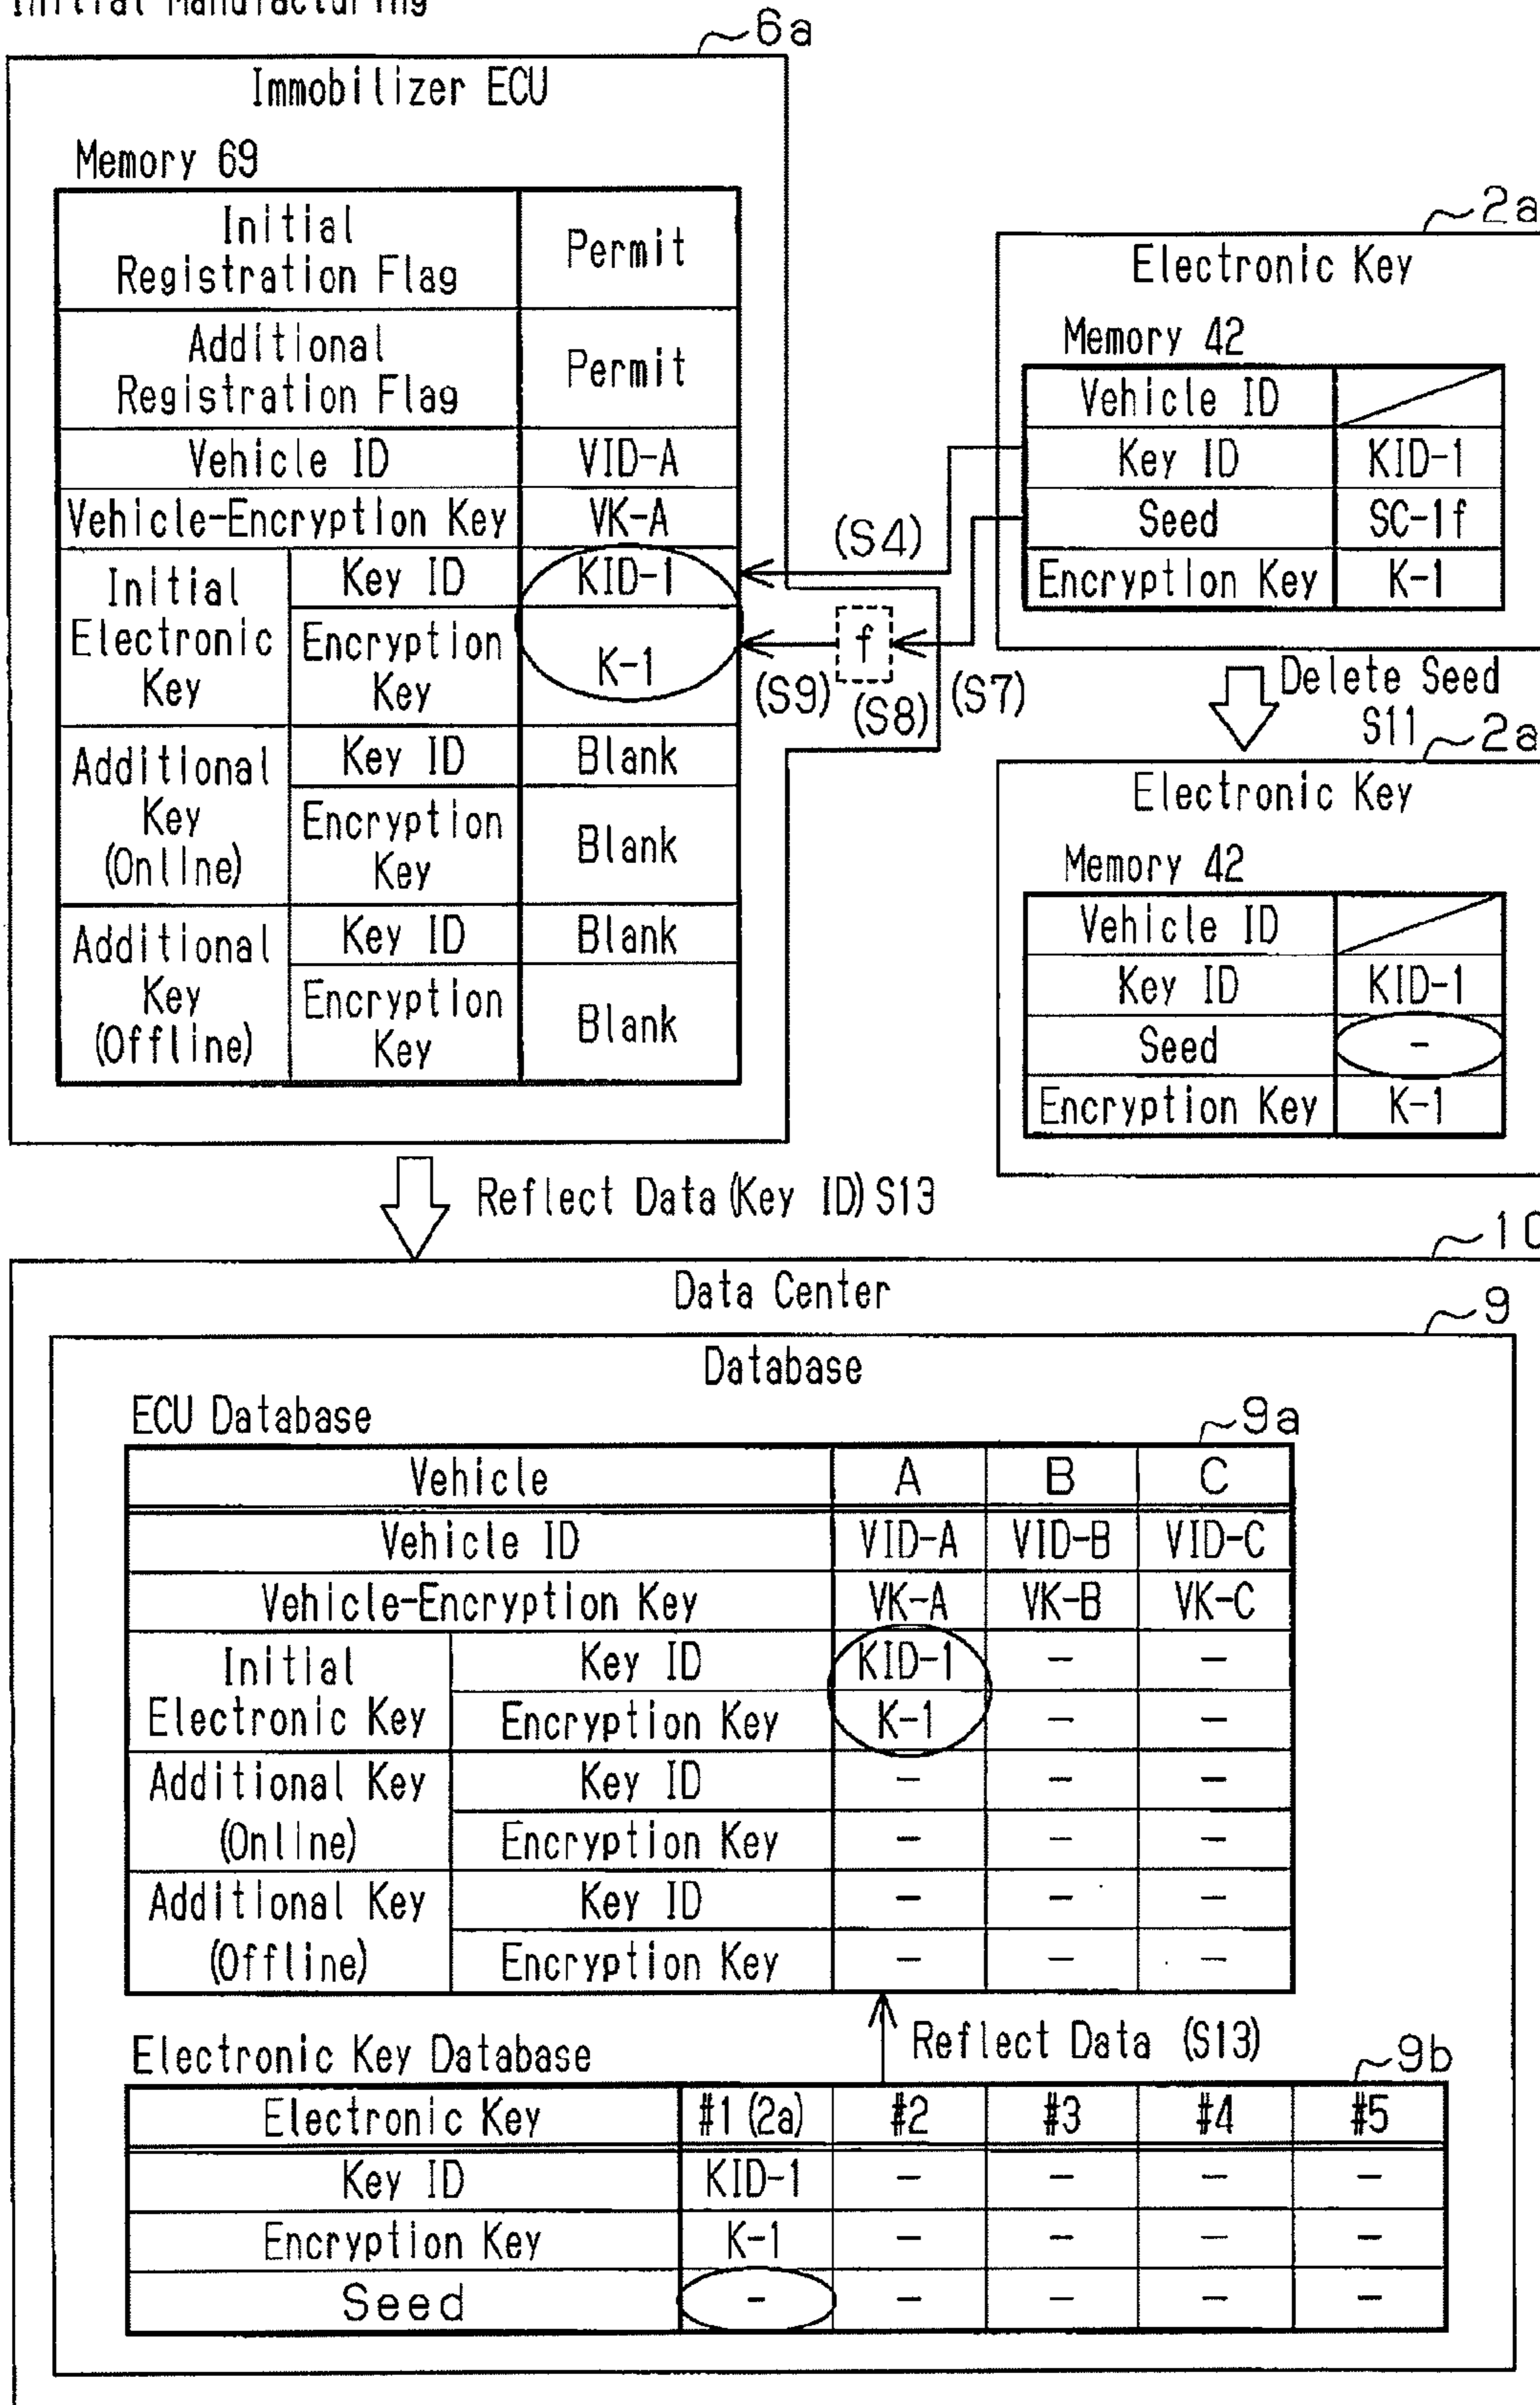 Initial Manufacturing
6a
Immobilizer ECU
Memory 69
Initial Registration Flag Permit
Additional Registration Flag Permit
Vehicle ID VID-A
Vehicle-Encryption Key VK-A
Initial Electronic Key Key ID KID-1
Encryption Key K-1
Additional Key (Online) Key ID Blank
Encryption Key Blank
Additional Key (Offline) Key ID Blank
Encryption Key Blank
(S4)
f
(S9) (S8) (S7)
2a
Electronic Key
Memory 42
Vehicle ID
Key ID KID-1
Seed SC-1f
Encryption Key K-1
Delete Seed
S11
2a
Electronic Key
Memory 42
Vehicle ID
Key ID KID-1
Seed -
Encryption Key K-1
Reflect Data (Key ID) S13
10
Data Center
9
Database
ECU Database
9a
Vehicle A B C
Vehicle ID VID-A VID-B VID-C
Vehicle-Encryption Key VK-A VK-B VK-C
Initial Electronic Key Key ID KID-1 - -
Encryption Key K-1 - -
Additional Key (Online) Key ID - - -
Encryption Key - - -
Additional Key (Offline) Key ID - - -
Encryption Key - - -
Reflect Data (S13)
Electronic Key Database
9b
Electronic Key #1 (2a) #2 #3 #4 #5
Key ID KID-1 - - - -
Encryption Key K-1 - - - -
Seed - - - - -